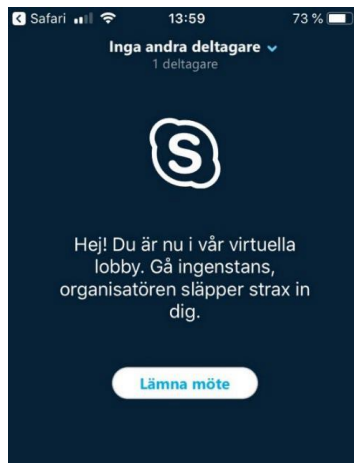 Safari 13:59 73 %
Inga andra deltagare
1 deltagare
S
Hej! Du är nu i vår virtuella
lobby. Gå ingenstans,
organisatören släpper strax in
dig.
Lämna möte